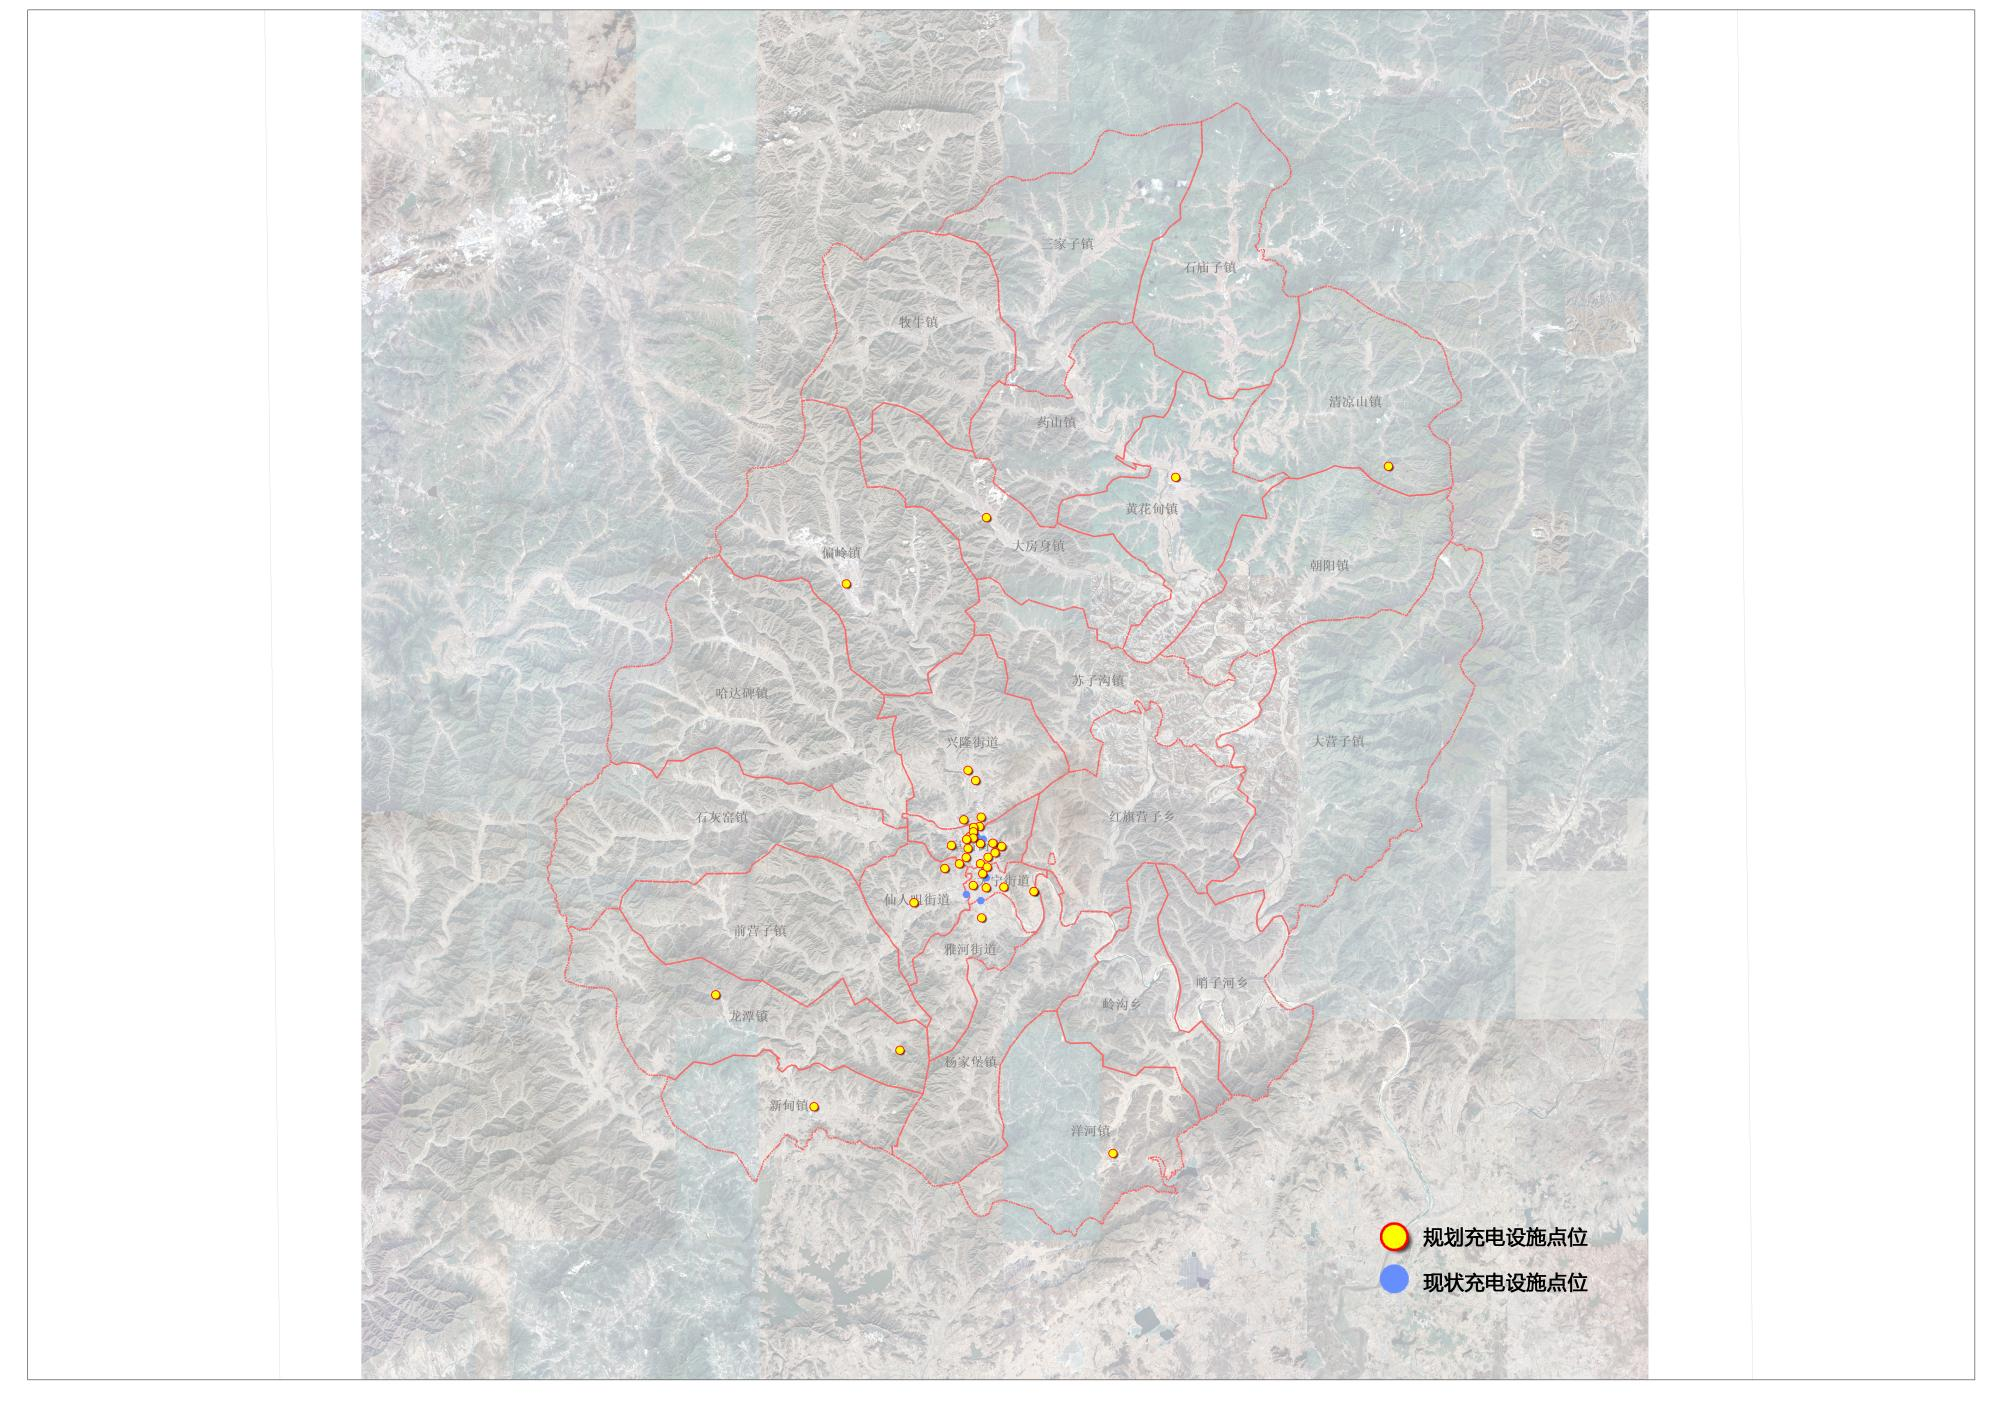 三家子镇
石庙子镇
牧牛镇
清凉山镇
药山镇
黄花甸镇
大房身镇
偏岭镇
朝阳镇
苏子沟镇
哈达碑镇
兴隆街道
大营子镇
石灰窑镇
红旗营子乡
宁街道
仙人咀街道
前营子镇
雅河街道
哨子河乡
岭沟乡
龙潭镇
杨家堡镇
新甸镇
洋河镇
规划充电设施点位
现状充电设施点位